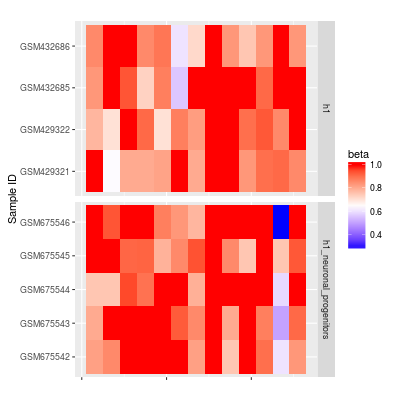 GSM432686
GSM432685
GSM429322
GSM429321
h1
GSM675546
GSM675545
GSM675544
GSM675543
GSM675542
h1_neuronal_progenitors
Sample ID
beta
1.0
0.8
0.6
0.4